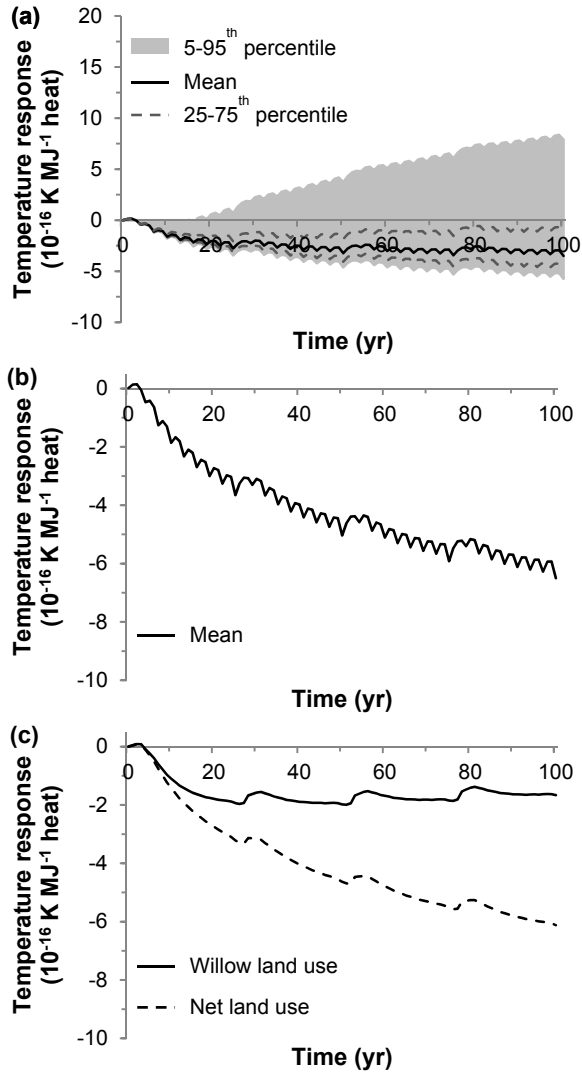 (a)
20
15
10
5
0
-5
-10
Temperature response
(10⁻¹⁶ K MJ⁻¹ heat)
5-95th percentile
Mean
25-75th percentile
0 20 40 60 80 100
Time (yr)
(b)
0
-2
-4
-6
-8
-10
Temperature response
(10⁻¹⁶ K MJ⁻¹ heat)
0 20 40 60 80 100
Mean
Time (yr)
(c)
0
-2
-4
-6
-8
-10
Temperature response
(10⁻¹⁶ K MJ⁻¹ heat)
0 20 40 60 80 100
Willow land use
Net land use
Time (yr)